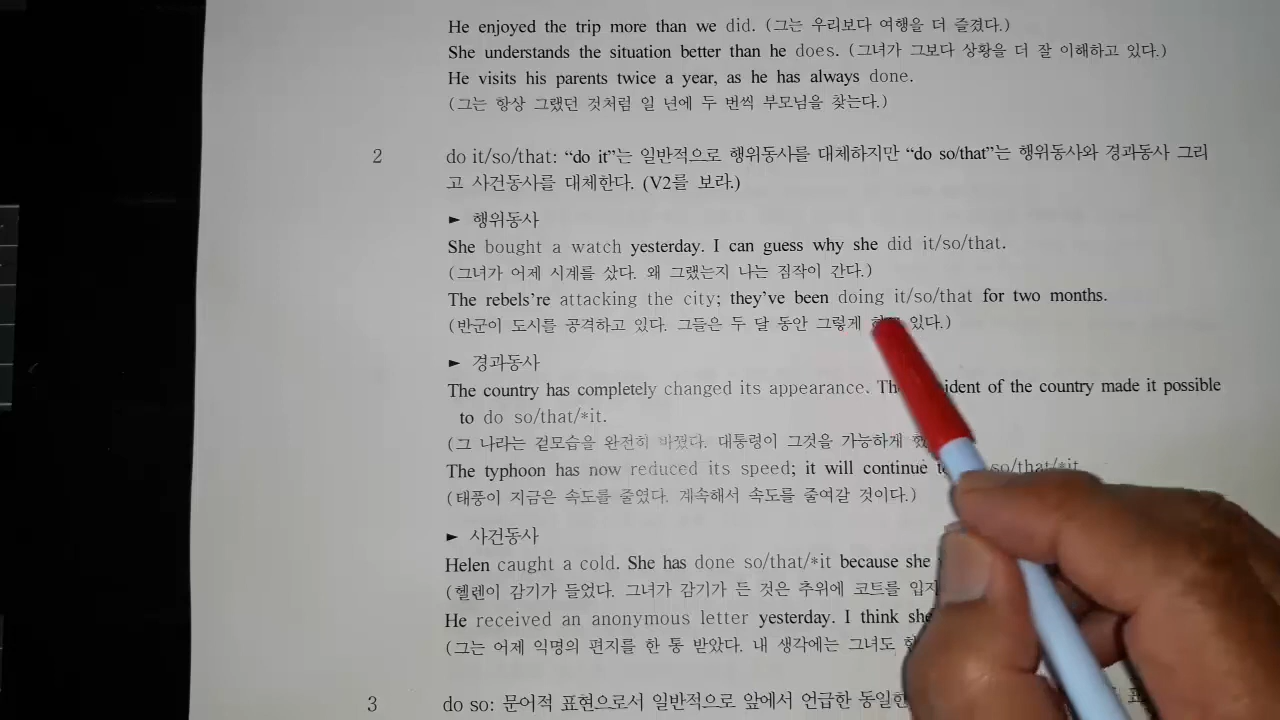 He enjoyed the trip more than we did. (그는 우리보다 여행을 더 즐겼다.)
She understands the situation better than he does. (그녀가 그보다 상황을 더 잘 이해하고 있다.)
He visits his parents twice a year, as he has always done.
(그는 항상 그랬던 것처럼 일 년에 두 번씩 부모님을 찾는다.)
2 do it/so/that: “do it”는 일반적으로 행위동사를 대체하지만 “do so/that”는 행위동사와 경과동사 그리
고 사건동사를 대체한다. (V2를 보라.)
► 행위동사
She bought a watch yesterday. I can guess why she did it/so/that.
(그녀가 어제 시계를 샀다. 왜 그랬는지 나는 짐작이 간다.)
The rebels're attacking the city; they've been doing it/so/that for two months.
(반군이 도시를 공격하고 있다. 그들은 두 달 동안 그렇게 있다.)
► 경과동사
The country has completely changed its appearance. of the country made it possible
to do so/that/*it.
(그 나라는 겉모습을 완전히 바꿨다. 대통령이 그것을 가능하게
The typhoon has now reduced its speed; it will continue so/that/*it
(태풍이 지금은 속도를 줄였다. 계속해서 속도를 줄여갈 것이다.)
► 사건동사
Helen caught a cold. She has done so/that/*it because she
(헬렌이 감기가 들었다. 그녀가 감기가 든 것은 추위에 코트를
He received an anonymous letter yesterday. I think she
(그는 어제 익명의 편지를 한 통 받았다. 내 생각에는 그녀도
3 do so: 문어적 표현으로서 일반적으로 앞에서 언급한